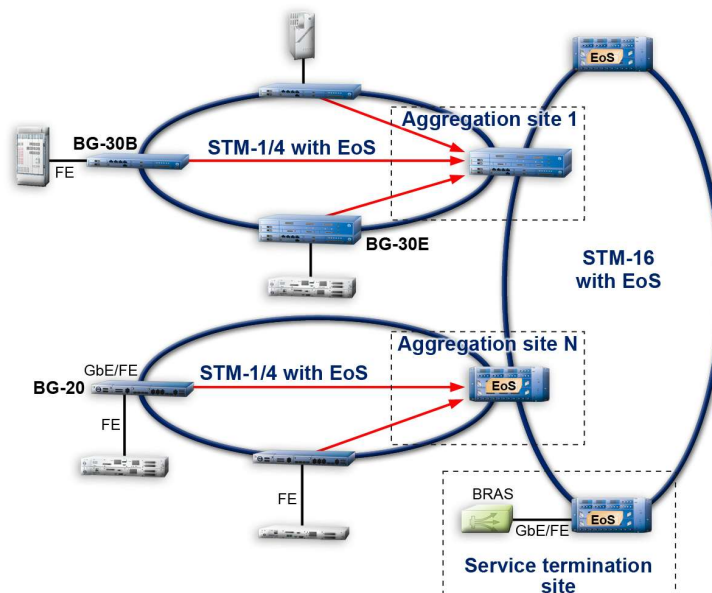 EoS
Aggregation site 1
BG-30B
STM-1/4 with EoS
FE
BG-30E
STM-16
with EoS
Aggregation site N
GbE/FE
STM-1/4 with EoS
BG-20
EoS
FE
FE
BRAS
GbE/FE
EoS
Service termination
site